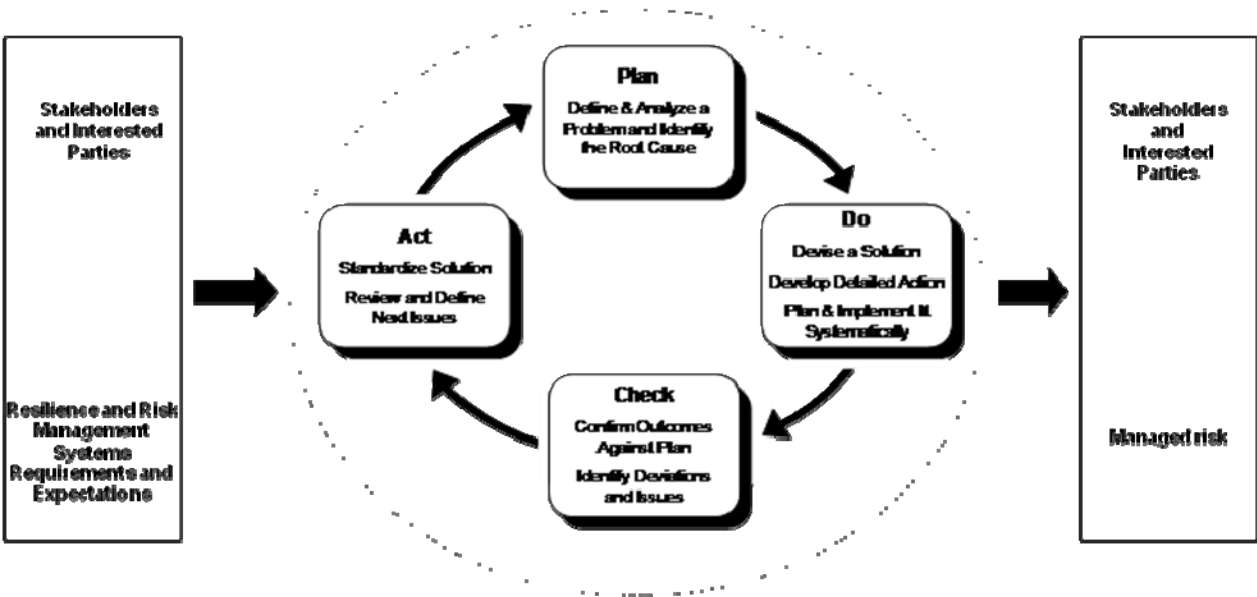 Stakeholders
and Interested
Parties
Resilience and Risk
Management
Systems
Requirements and
Expectations
Plan
Define & Analyze a
Problem and Identify
the Root Cause
Act
Standardize Solution
Review and Define
Next Issues
Do
Devise a Solution
Develop Detailed Action
Plan & Implement It
Systematically
Check
Confirm Outcomes
Against Plan
Identify Deviations
and Issues
Stakeholders
and
Interested
Parties
Managed risk